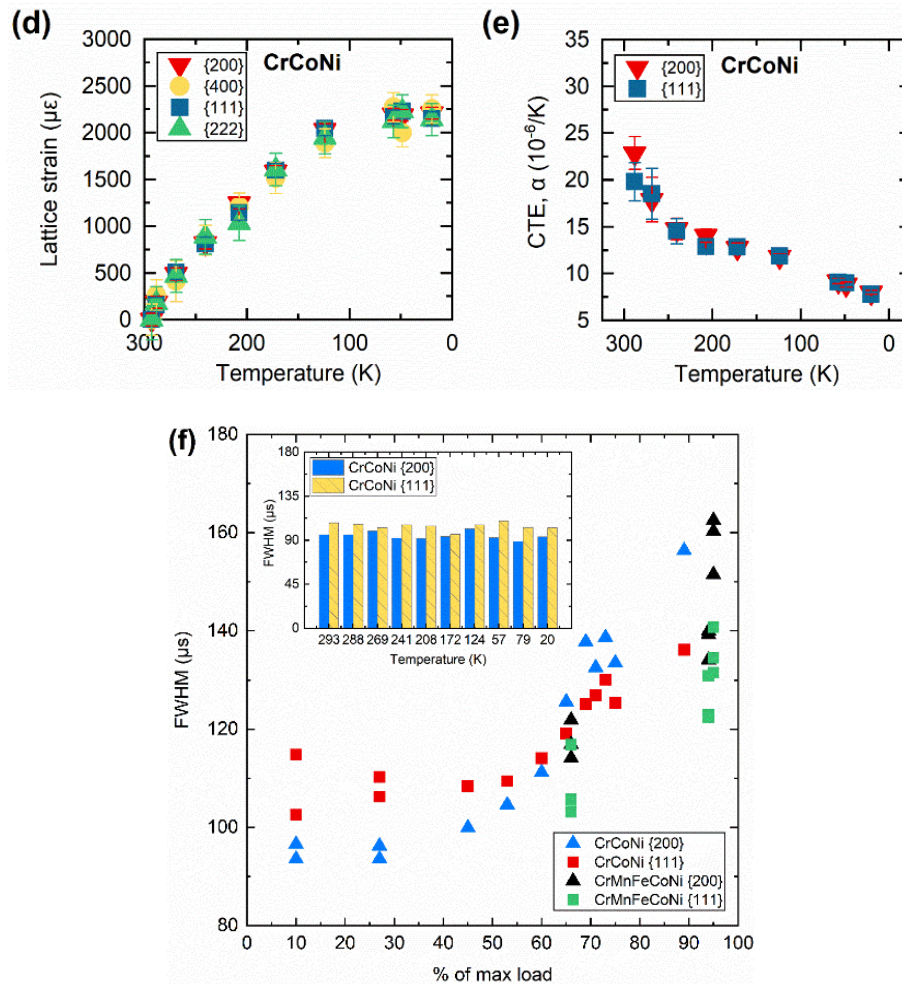 (d)
3000
2500
2000
1500
1000
500
0
300 200 100 0
Lattice strain (με)
Temperature (K)
CrCoNi
{200}
{400}
{111}
{222}
(e)
35
30
25
20
15
10
5
300 200 100 0
CTE, α (10⁻⁶/K)
Temperature (K)
CrCoNi
{200}
{111}
(f)
180
160
140
120
100
80
0 10 20 30 40 50 60 70 80 90 100
FWHM (μs)
% of max load
180
135
90
45
0
FWHM (μs)
CrCoNi {200}
CrCoNi {111}
293 288 269 241 208 172 124 57 79 20
Temperature (K)
CrCoNi {200}
CrCoNi {111}
CrMnFeCoNi {200}
CrMnFeCoNi {111}